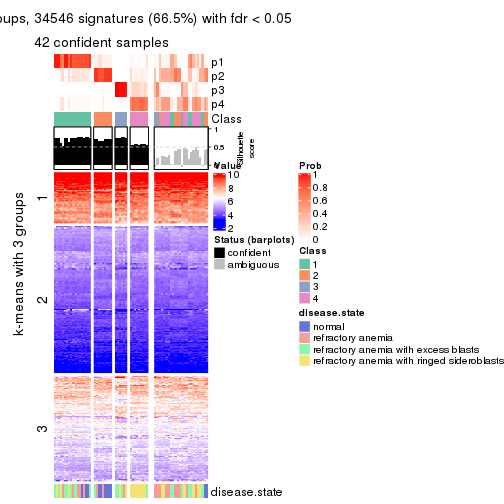 oups, 34546 signatures (66.5%) with fdr < 0.05
42 confident samples
p1
p2
p3
p4
Class
1
0.5
0
Silhouette
score
k-means with 3 groups
1
2
3
disease.state
Value
10
8
6
4
2
Status (barplots)
confident
ambiguous
Prob
1
0.8
0.6
0.4
0.2
0
Class
1
2
3
4
disease.state
normal
refractory anemia
refractory anemia with excess blasts
refractory anemia with ringed sideroblasts